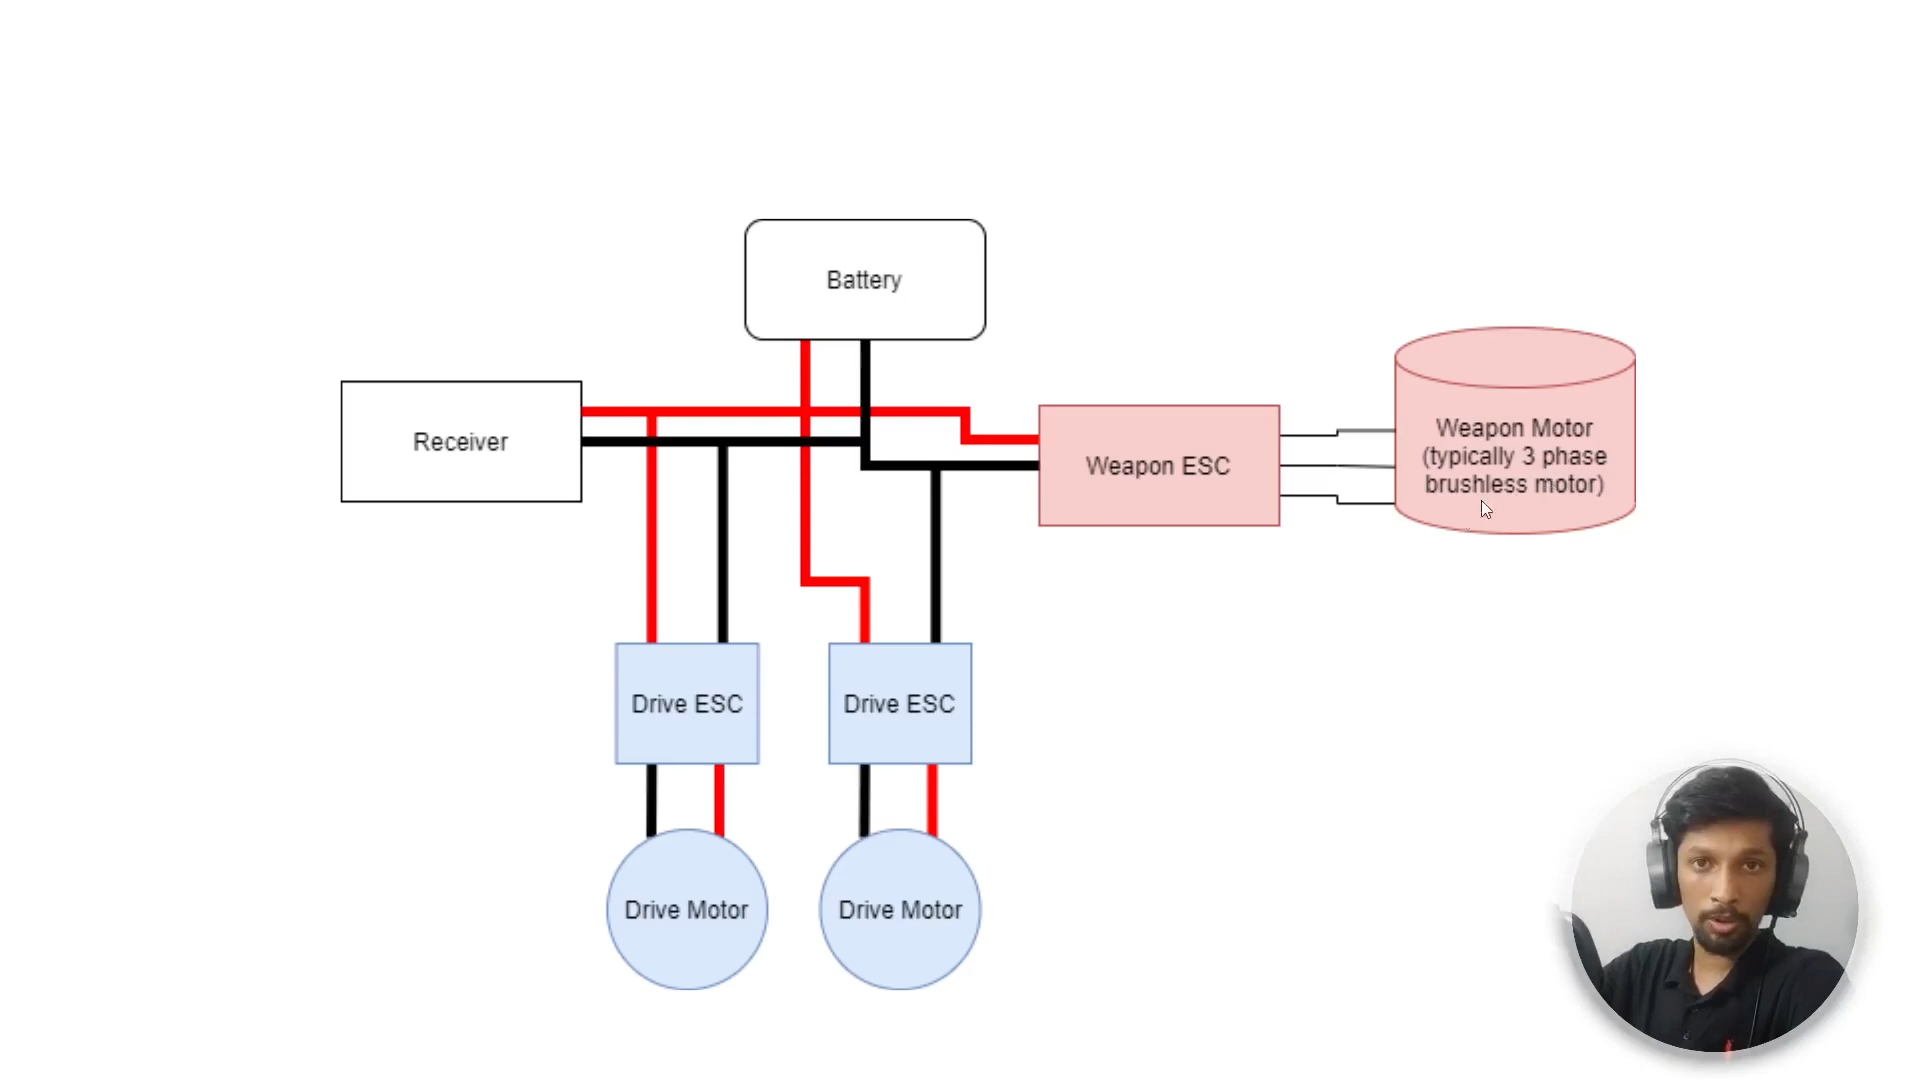 Battery
Receiver
Weapon ESC
Weapon Motor
(typically 3 phase
brushless motor)
Drive ESC
Drive ESC
Drive Motor
Drive Motor